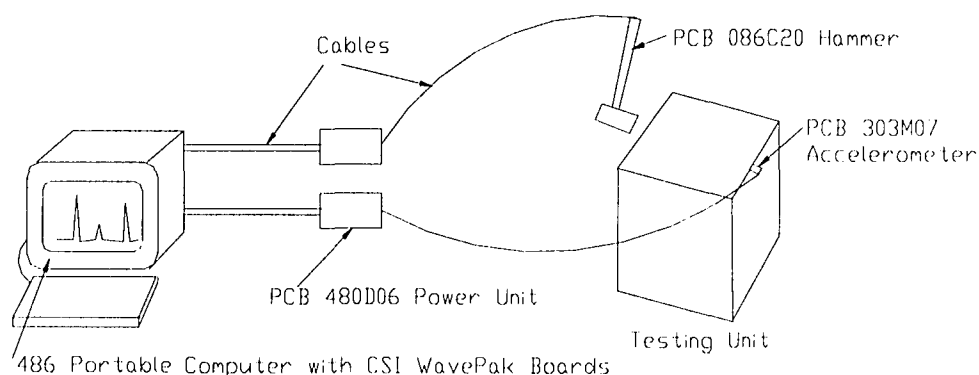 Cables
PCB 086C20 Hammer
PCB 303M07
Accelerometer
PCB 480D06 Power Unit
Testing Unit
486 Portable Computer with CSI WavePak Boards